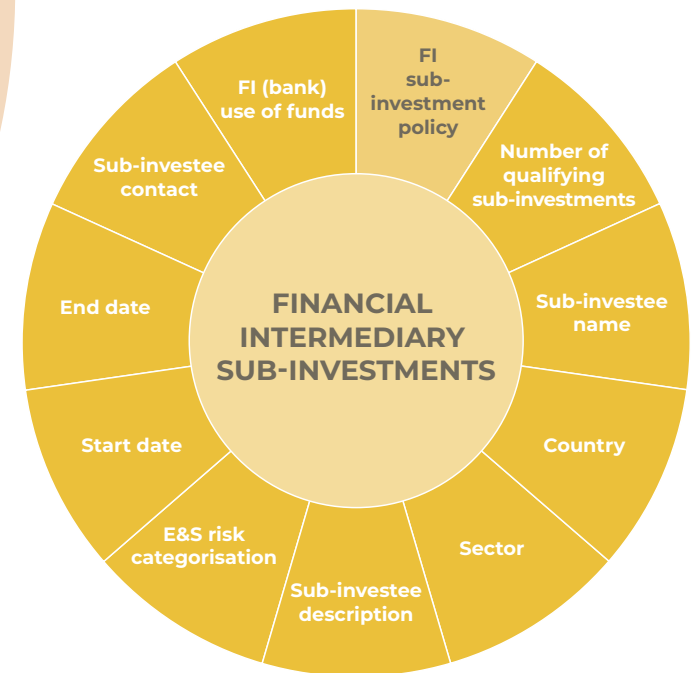 FI
sub-
investment
policy
Number of
qualifying
sub-investments
Sub-investee
name
Country
Sector
Sub-investee
description
E&S risk
categorisation
Start date
End date
Sub-investee
contact
FI (bank)
use of funds
FINANCIAL
INTERMEDIARY
SUB-INVESTMENTS